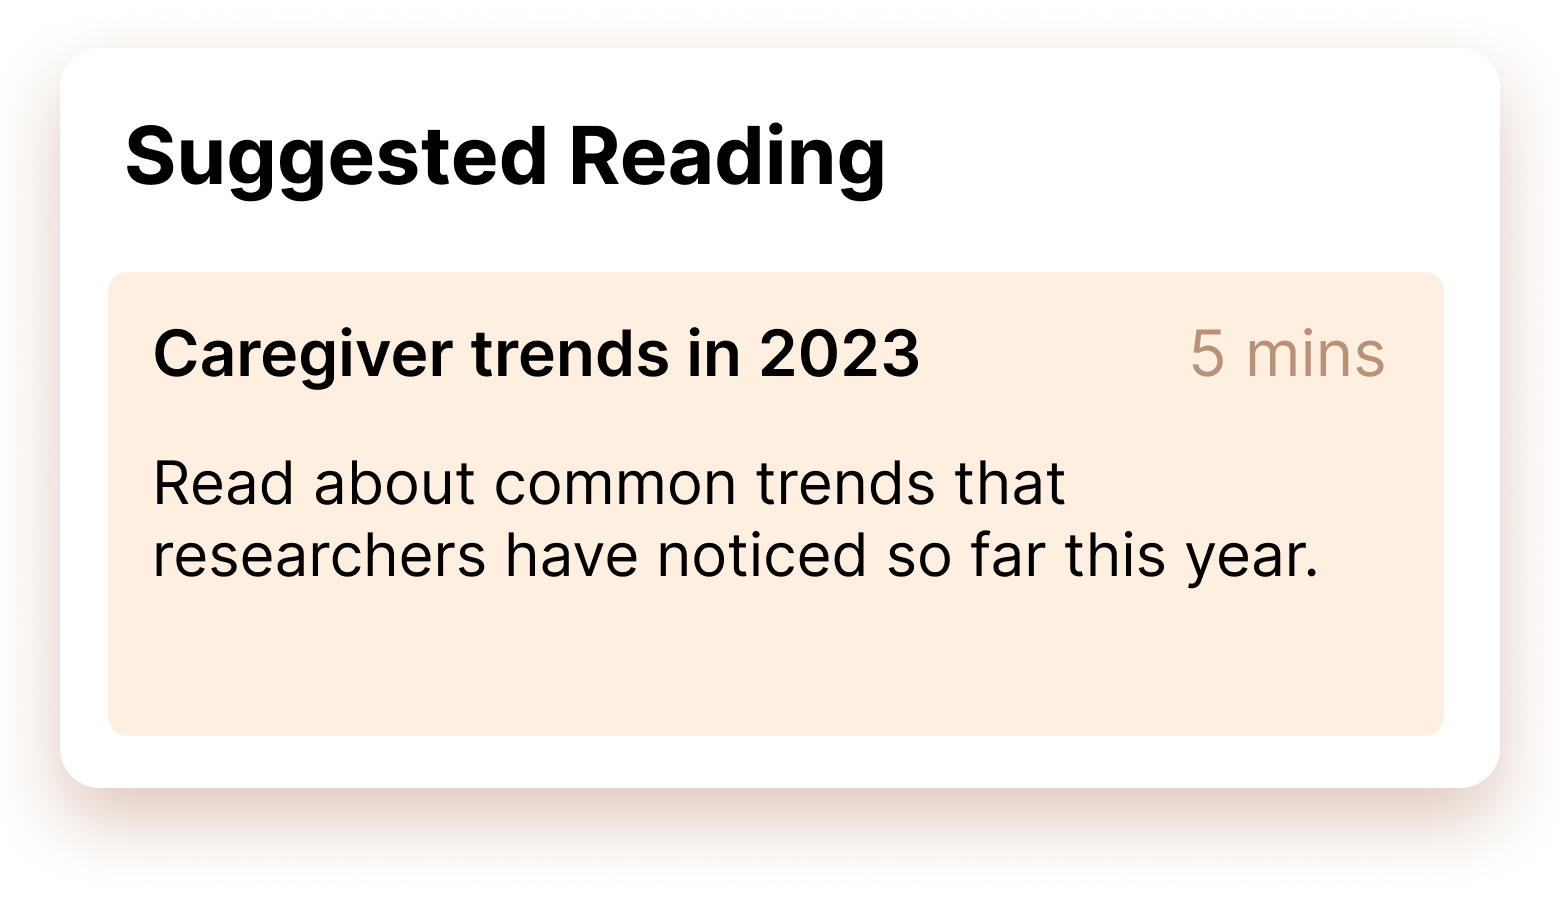 Suggested Reading
Caregiver trends in 2023 5 mins
Read about common trends that
researchers have noticed so far this year.